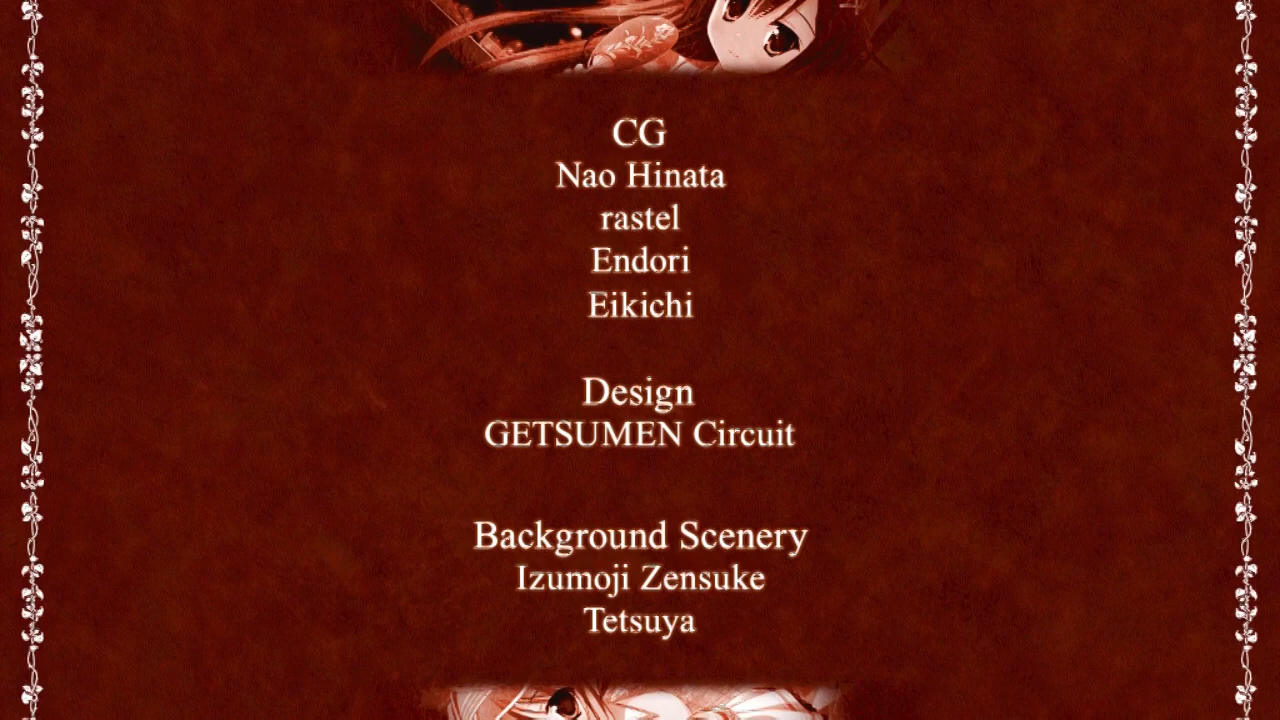 CG
Nao Hinata
rastel
Endori
Eikichi
Design
GETSUMEN Circuit
Background Scenery
Izumoji Zensuke
Tetsuya